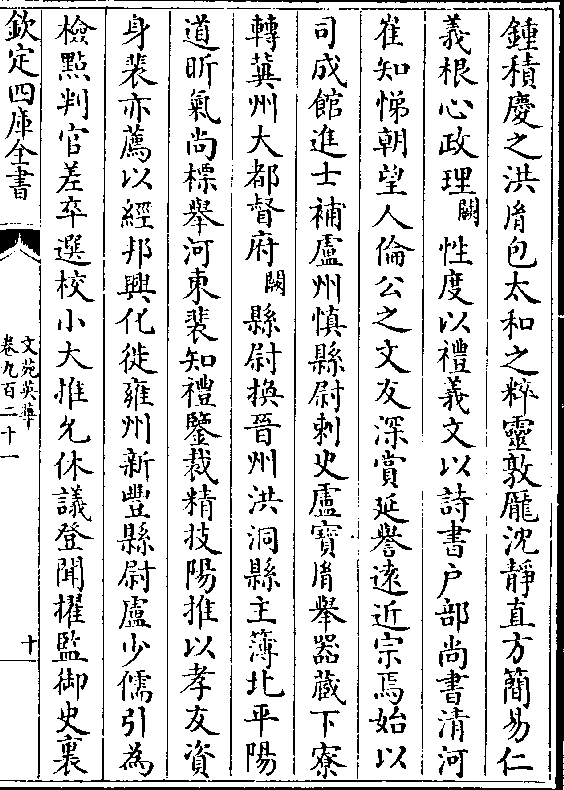 鍾積慶之洪胄包太和之粹靈敦龎沈靜直方簡易仁
義根心政理闕性度以禮義文以詩書户部尚書清河
崔知悌朝望人倫公之文友深賞延譽遠近宗焉始以
司成館進士補盧州慎縣尉刺史盧寶胄舉器蔵下寮
轉冀州大都督府闕縣尉換晉州洪洞縣主簿北平陽
道昕氣尚標舉河東裴知禮鑒裁精技陽推以孝友資
身裴亦薦以經邦興化徙雍州新豐縣尉盧少儒引為
檢㸃判官差卒選校小大惟允休議登聞擢監御史裏
欽定四庫全書
文苑英華
卷九百二十一
十